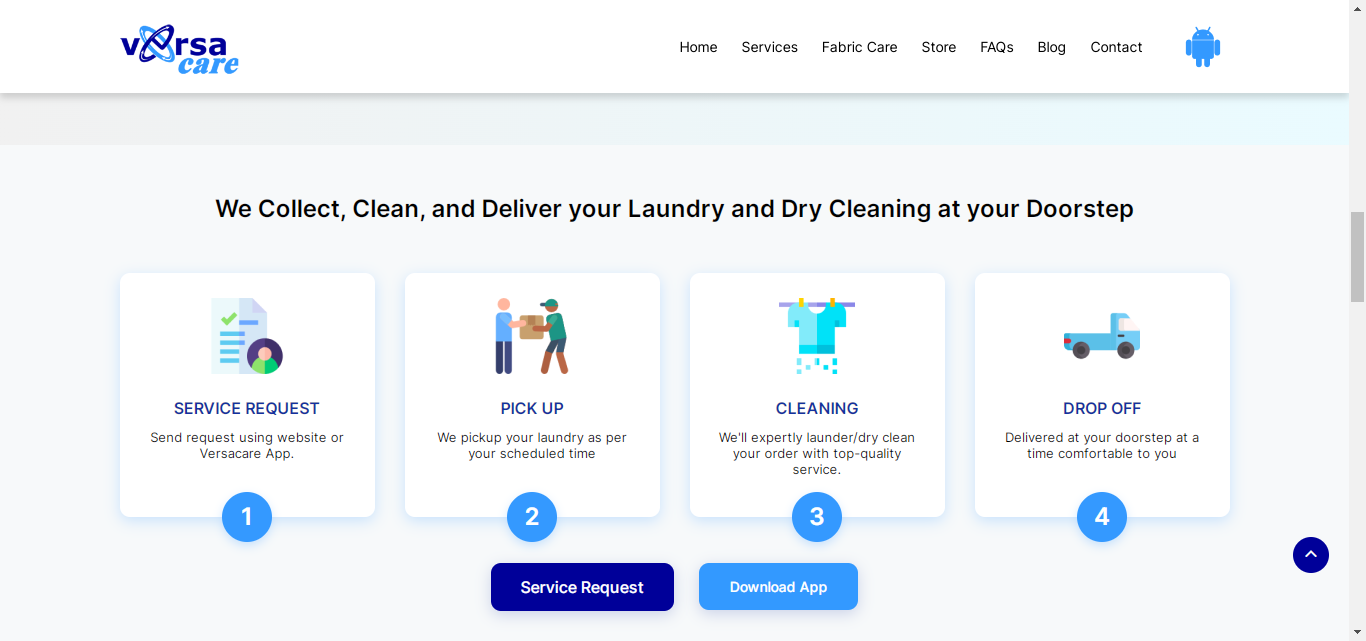 versa
care
Home Services Fabric Care Store FAQs Blog Contact
We Collect, Clean, and Deliver your Laundry and Dry Cleaning at your Doorstep
SERVICE REQUEST
Send request using website or
Versacare App.
1
PICK UP
We pickup your laundry as per
your scheduled time
2
CLEANING
We'll expertly launder/dry clean
your order with top-quality
service.
3
DROP OFF
Delivered at your doorstep at a
time comfortable to you
4
Service Request
Download App